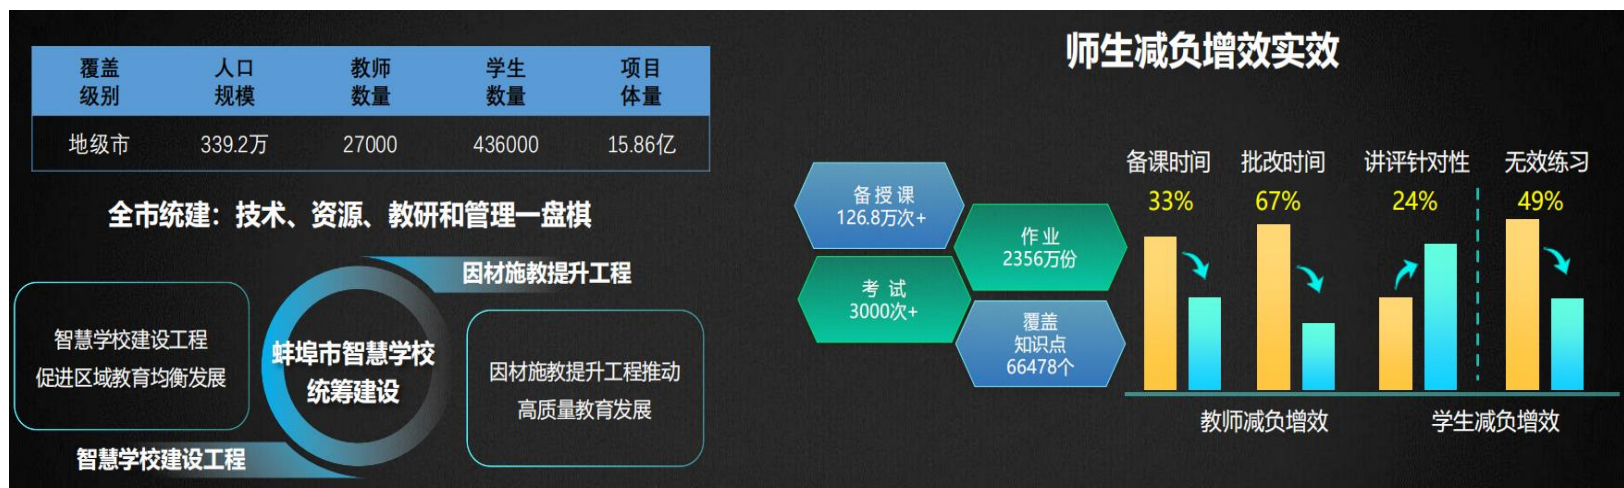 覆盖级别 人口规模 教师数量 学生数量 项目体量
地级市 339.2万 27000 436000 15.86亿
全市统建：技术、资源、教研和管理一盘棋
因材施教提升工程
智慧学校建设工程
促进区域教育均衡发展
蚌埠市智慧学校
统筹建设
因材施教提升工程推动
高质量教育发展
智慧学校建设工程
师生减负增效实效
备授课
126.8万次+
作业
2356万份
考试
3000次+
覆盖
知识点
66478个
备课时间 批改时间 讲评针对性 无效练习
33% 67% 24% 49%
教师减负增效 学生减负增效